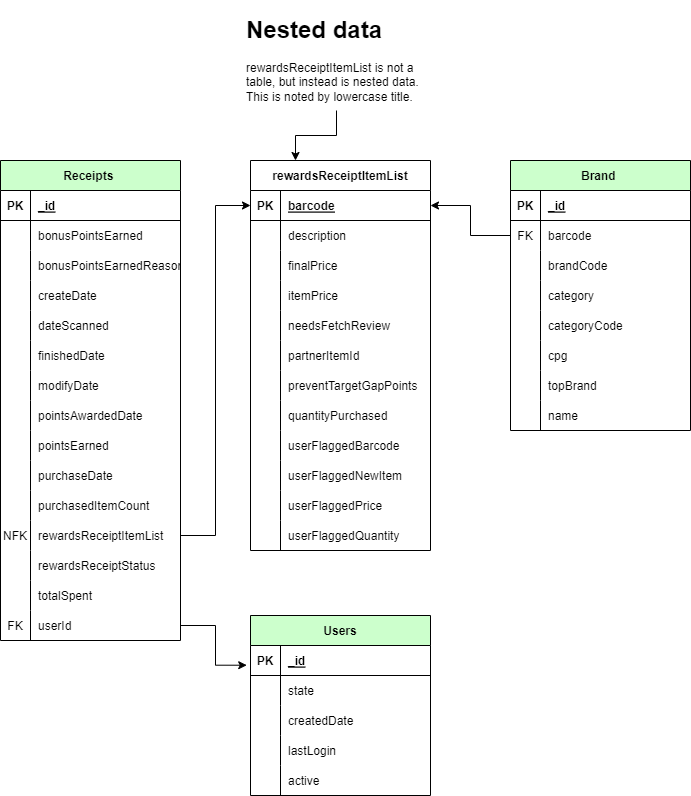 Nested data
rewardsReceiptItemList is not a
table, but instead is nested data.
This is noted by lowercase title.
Receipts
PK _id
bonusPointsEarned
bonusPointsEarnedReason
createDate
dateScanned
finishedDate
modifyDate
pointsAwardedDate
pointsEarned
purchaseDate
purchasedItemCount
NFK rewardsReceiptItemList
rewardsReceiptStatus
totalSpent
FK userId
rewardsReceiptItemList
PK barcode
description
finalPrice
itemPrice
needsFetchReview
partnerItemId
preventTargetGapPoints
quantityPurchased
userFlaggedBarcode
userFlaggedNewItem
userFlaggedPrice
userFlaggedQuantity
Brand
PK _id
FK barcode
brandCode
category
categoryCode
cpg
topBrand
name
Users
PK _id
state
createdDate
lastLogin
active